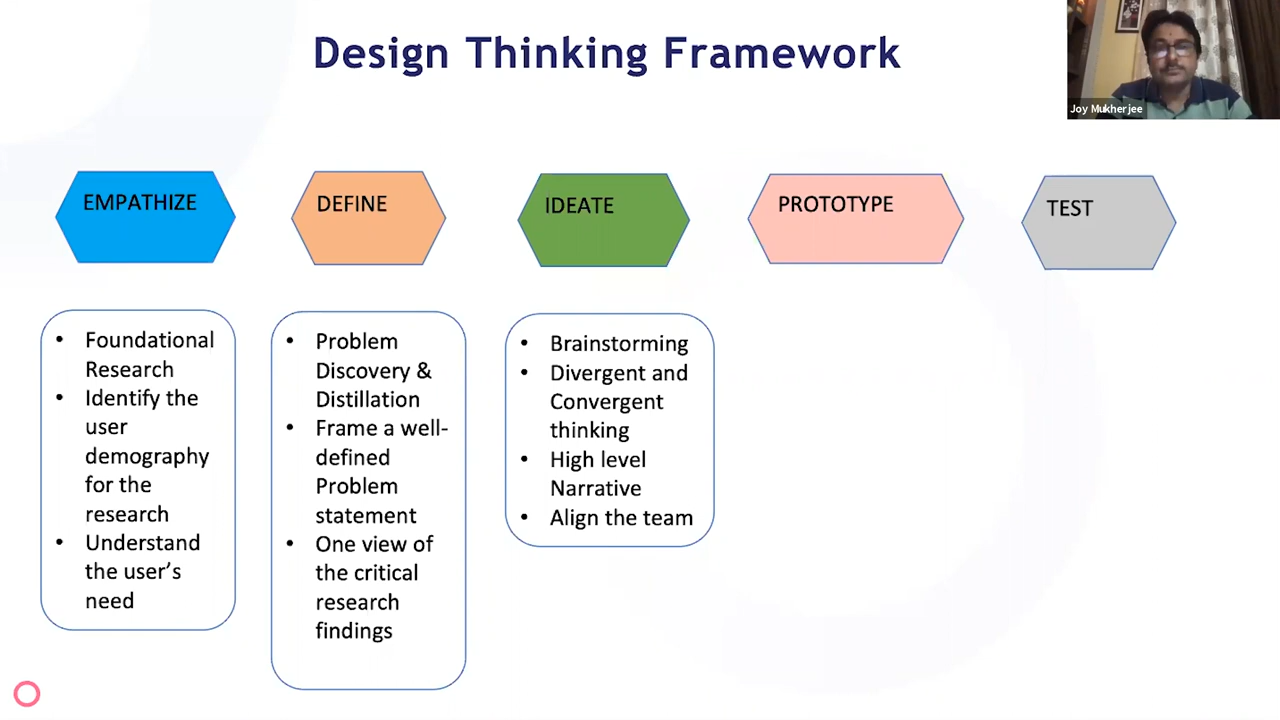 Design Thinking Framework
Joy Mukherjee
EMPATHIZE
DEFINE
IDEATE
PROTOTYPE
TEST
• Foundational
Research
• Identify the
user
demography
for the
research
• Understand
the user’s
need
• Problem
Discovery &
Distillation
• Frame a well-
defined
Problem
statement
• One view of
the critical
research
findings
• Brainstorming
• Divergent and
Convergent
thinking
• High level
Narrative
• Align the team